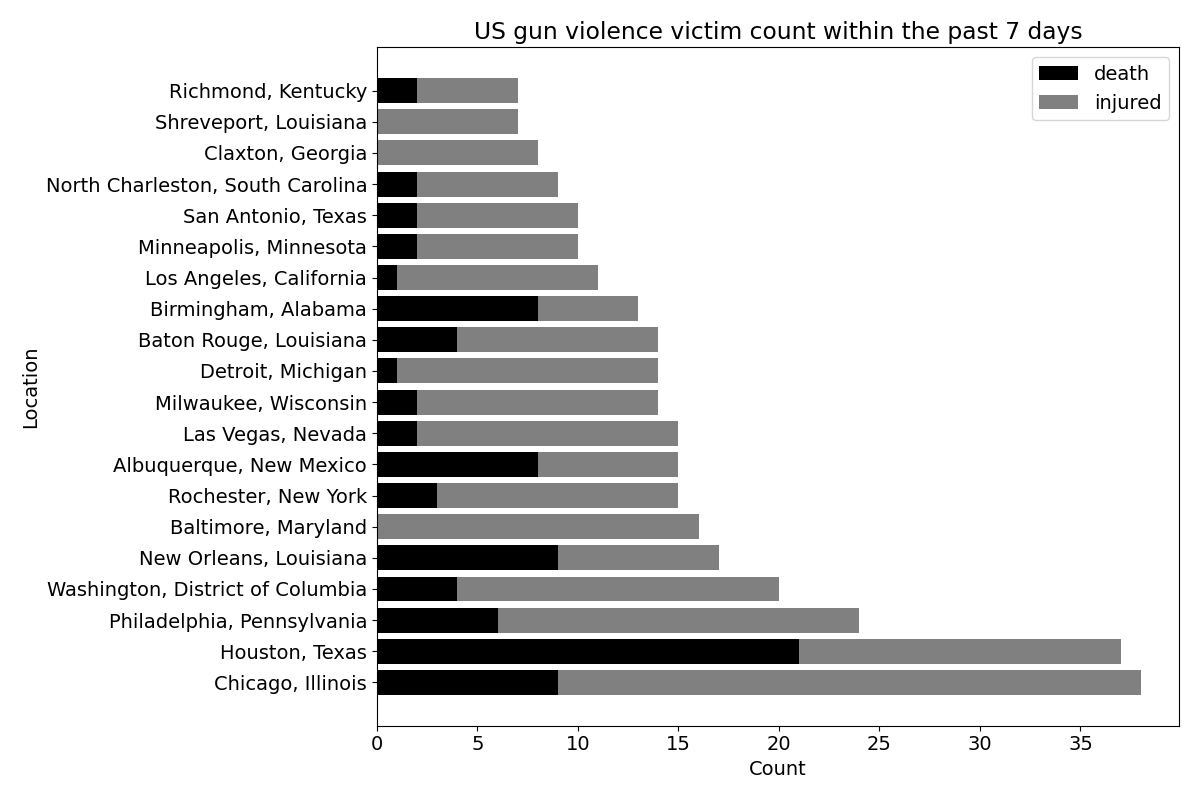 US gun violence victim count within the past 7 days
death
injured
Richmond, Kentucky
Shreveport, Louisiana
Claxton, Georgia
North Charleston, South Carolina
San Antonio, Texas
Minneapolis, Minnesota
Los Angeles, California
Birmingham, Alabama
Baton Rouge, Louisiana
Detroit, Michigan
Milwaukee, Wisconsin
Las Vegas, Nevada
Albuquerque, New Mexico
Rochester, New York
Baltimore, Maryland
New Orleans, Louisiana
Washington, District of Columbia
Philadelphia, Pennsylvania
Houston, Texas
Chicago, Illinois
Location
0 5 10 15 20 25 30 35
Count